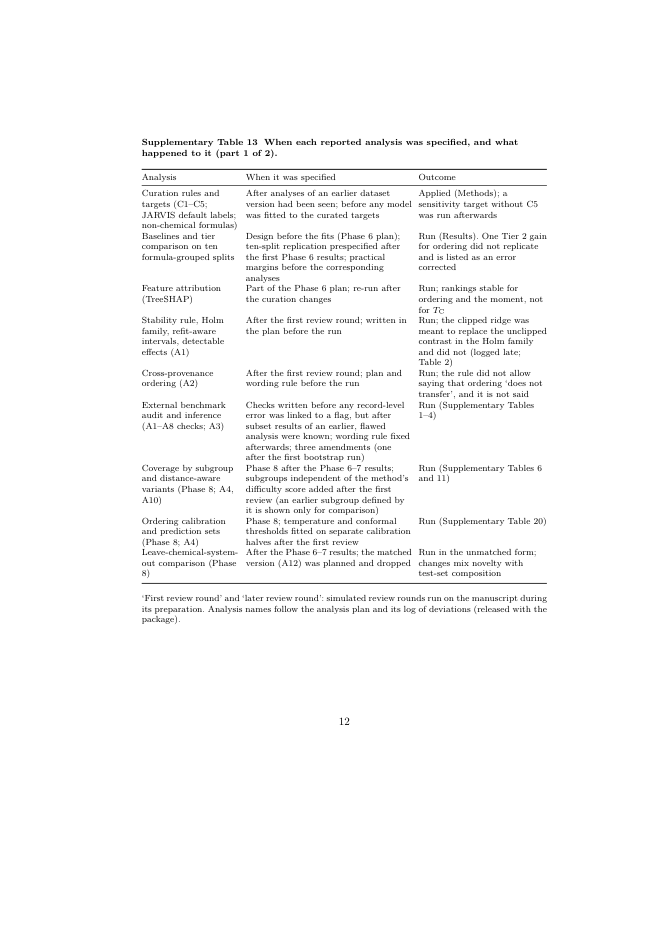 Supplementary Table 13 When each reported analysis was specified, and what
happened to it (part 1 of 2).
Analysis When it was specified Outcome
Curation rules and After analyses of an earlier dataset Applied (Methods); a
targets (C1–C5; version had been seen; before any model sensitivity target without C5
JARVIS default labels; was fitted to the curated targets was run afterwards
non-chemical formulas)
Baselines and tier Design before the fits (Phase 6 plan); Run (Results). One Tier 2 gain
comparison on ten ten-split replication prespecified after for ordering did not replicate
formula-grouped splits the first Phase 6 results; practical and is listed as an error
margins before the corresponding corrected
analyses
Feature attribution Part of the Phase 6 plan; re-run after Run; rankings stable for
(TreeSHAP) the curation changes ordering and the moment, not
for TC
Stability rule, Holm After the first review round; written in Run; the clipped ridge was
family, refit-aware the plan before the run meant to replace the unclipped
intervals, detectable contrast in the Holm family
effects (A1) and did not (logged late;
Table 2)
Cross-provenance After the first review round; plan and Run; the rule did not allow
ordering (A2) wording rule before the run saying that ordering ‘does not
transfer’, and it is not said
External benchmark Checks written before any record-level Run (Supplementary Tables
audit and inference error was linked to a flag, but after 1–4)
(A1–A8 checks; A3) subset results of an earlier, flawed
analysis were known; wording rule fixed
afterwards; three amendments (one
after the first bootstrap run)
Coverage by subgroup Phase 8 after the Phase 6–7 results; Run (Supplementary Tables 6
and distance-aware subgroups independent of the method’s and 11)
variants (Phase 8; A4, difficulty score added after the first
A10) review (an earlier subgroup defined by
it is shown only for comparison)
Ordering calibration Phase 8; temperature and conformal Run (Supplementary Table 20)
and prediction sets thresholds fitted on separate calibration
(Phase 8; A4) halves after the first review
Leave-chemical-system- After the Phase 6–7 results; the matched Run in the unmatched form;
out comparison (Phase version (A12) was planned and dropped changes mix novelty with
8) test-set composition
‘First review round’ and ‘later review round’: simulated review rounds run on the manuscript during
its preparation. Analysis names follow the analysis plan and its log of deviations (released with the
package).
12